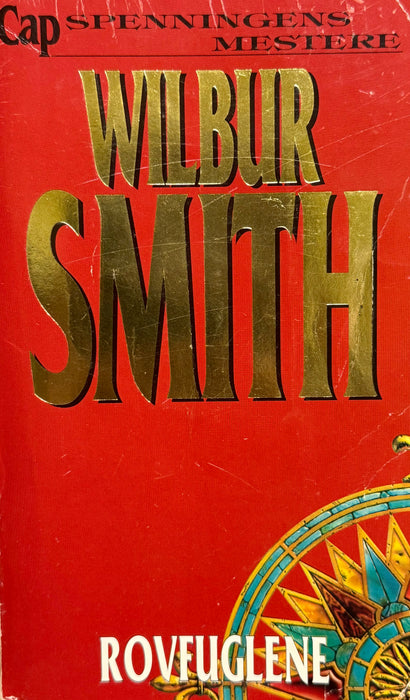 Cap SPENNINGENS
MESTERE
WILBUR
SMITH
ROVFUGLENE